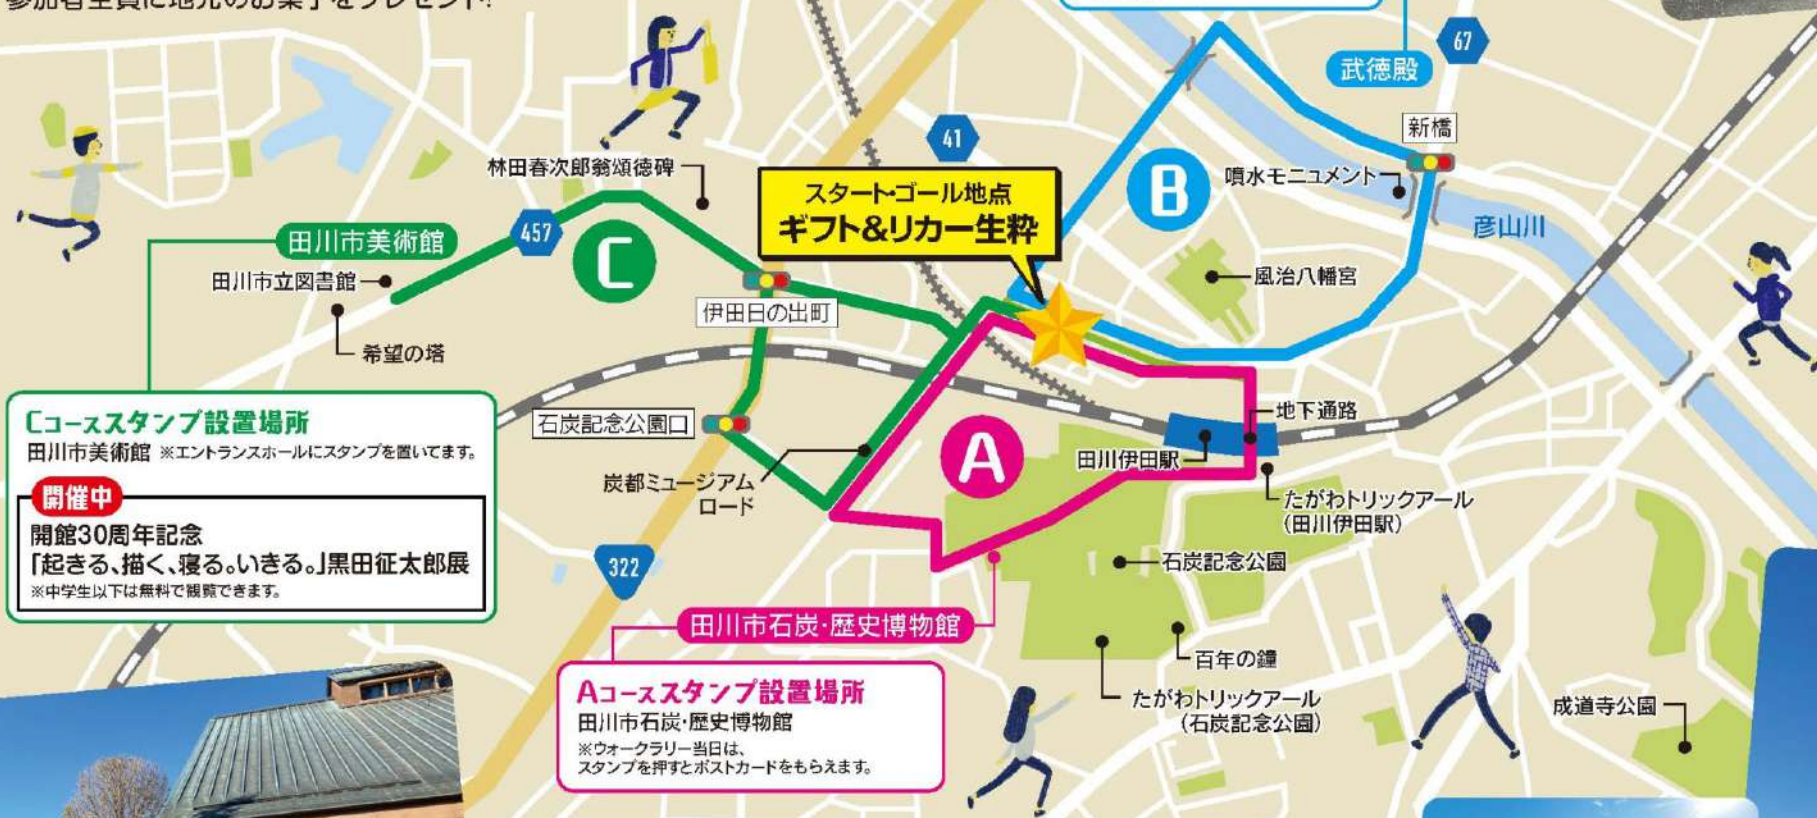 参加者全員に地元のお菓子をプレゼント!
67
武徳殿
新橋
41
林田春次郎翁頌徳碑
スタート・ゴール地点
ギフト&リカー生粋
B
噴水モニュメント
彦山川
457
田川市美術館
C
風治八幡宮
田川市立図書館
伊田日の出町
希望の塔
Cコーススタンプ設置場所
田川市美術館 ※エントランスホールにスタンプを置いてます。
開催中
開館30周年記念
「起きる、描く、寝る。いきる。」黒田征太郎展
※中学生以下は無料で観覧できます。
石炭記念公園口
地下通路
A
田川伊田駅
炭都ミュージアム
ロード
たがわトリックアール
(田川伊田駅)
322
石炭記念公園
田川市石炭・歴史博物館
百年の鐘
Aコーススタンプ設置場所
田川市石炭・歴史博物館
※ウォークラリー当日は、
スタンプを押すとポストカードをもらえます。
たがわトリックアール
(石炭記念公園)
成道寺公園